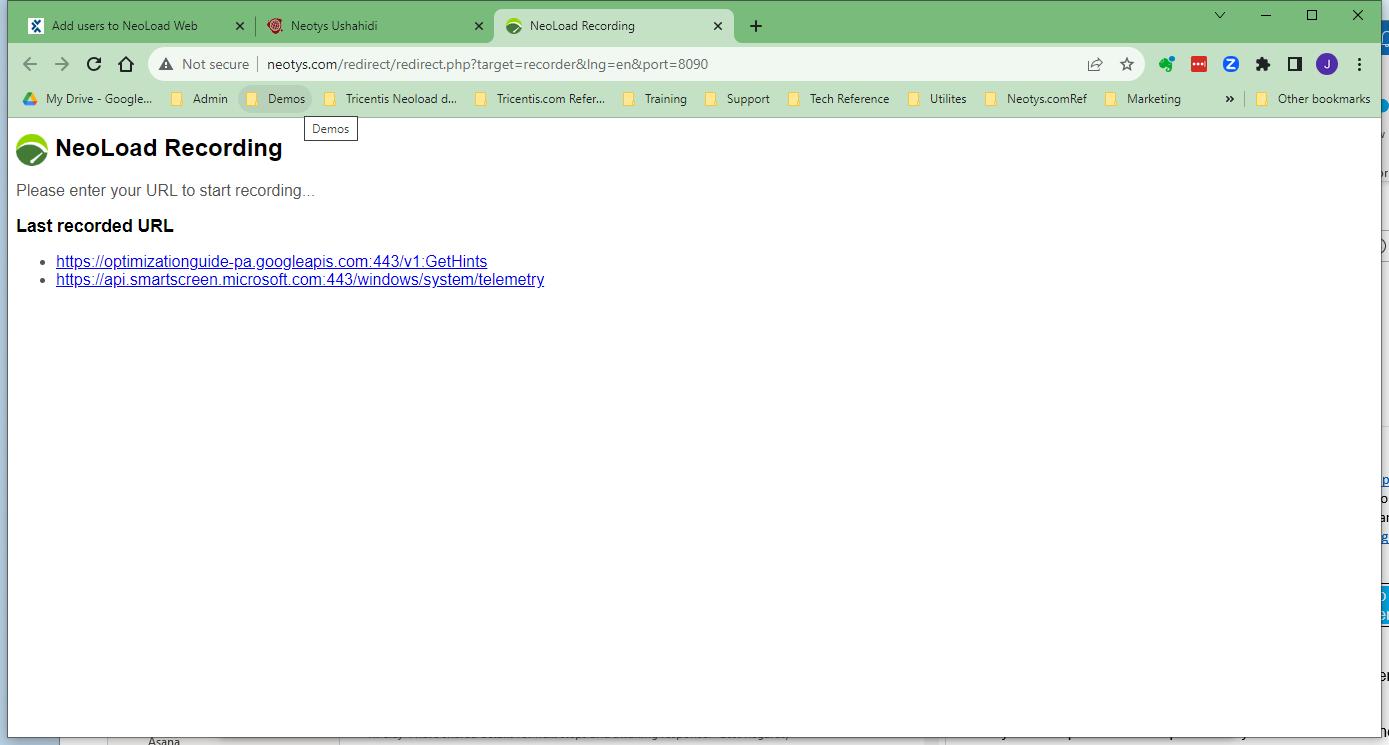 Add users to NeoLoad Web
Neotys Ushahidi
NeoLoad Recording
Not secure
neotys.com/redirect/redirect.php?target=recorder&lng=en&port=8090
J
My Drive - Google...
Admin
Demos
Tricentis Neoload d...
Tricentis.com Refer...
Training
Support
Tech Reference
Utilites
Neotys.comRef
Marketing
»
Other bookmarks
Demos
NeoLoad Recording
Please enter your URL to start recording...
Last recorded URL
https://optimizationguide-pa.googleapis.com:443/v1:GetHints
https://api.smartscreen.microsoft.com:443/windows/system/telemetry
Asana